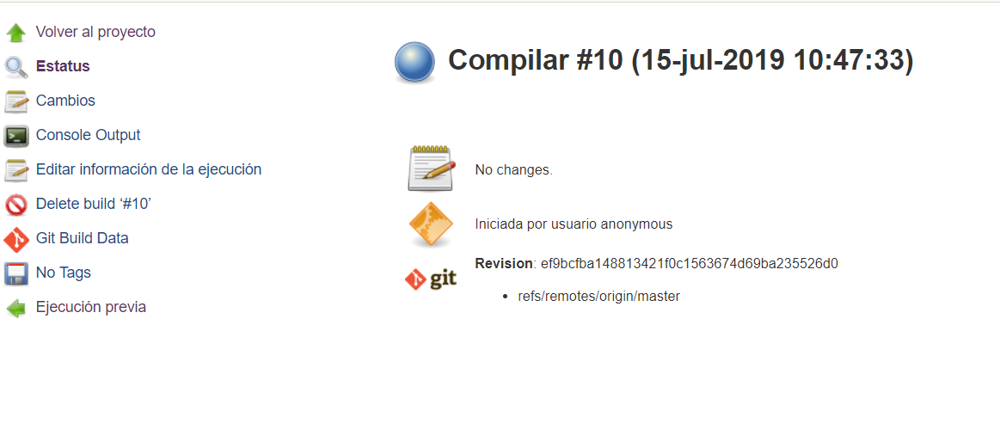 Volver al proyecto
Estatus
Cambios
Console Output
Editar información de la ejecución
Delete build ‘#10’
Git Build Data
No Tags
Ejecución previa
Compilar #10 (15-jul-2019 10:47:33)
No changes.
Iniciada por usuario anonymous
git
Revision: ef9bcfba148813421f0c1563674d69ba235526d0
refs/remotes/origin/master